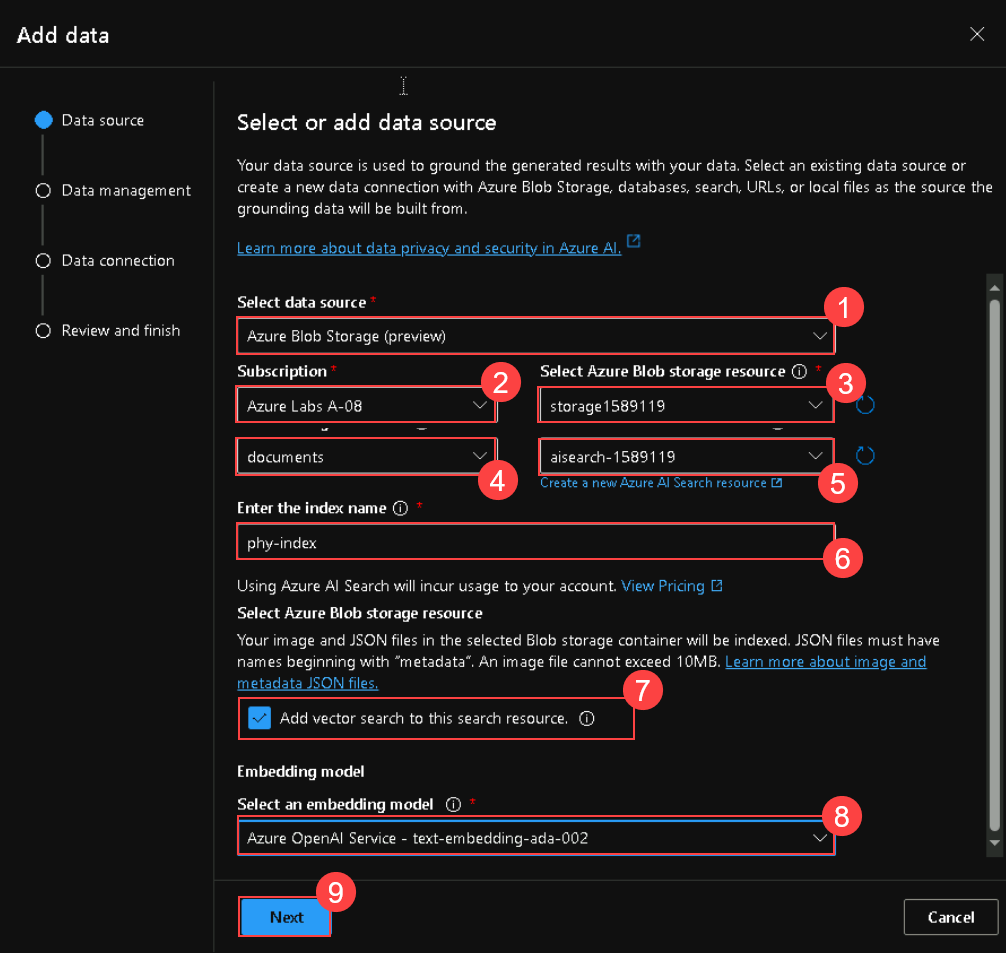 Add data
Data source
Data management
Data connection
Review and finish
Select or add data source
Your data source is used to ground the generated results with your data. Select an existing data source or
create a new data connection with Azure Blob Storage, databases, search, URLs, or local files as the source the
grounding data will be built from.
Learn more about data privacy and security in Azure AI.
Select data source *
1
Azure Blob Storage (preview)
Subscription *
2
Select Azure Blob storage resource *
3
Azure Labs A-08
storage1589119
documents
4
aisearch-1589119
5
Create a new Azure AI Search resource
Enter the index name *
phy-index
6
Using Azure AI Search will incur usage to your account. View Pricing
Select Azure Blob storage resource
Your image and JSON files in the selected Blob storage container will be indexed. JSON files must have
names beginning with “metadata”. An image file cannot exceed 10MB. Learn more about image and
metadata JSON files.
7
Add vector search to this search resource.
Embedding model
Select an embedding model *
8
Azure OpenAI Service - text-embedding-ada-002
9
Next
Cancel